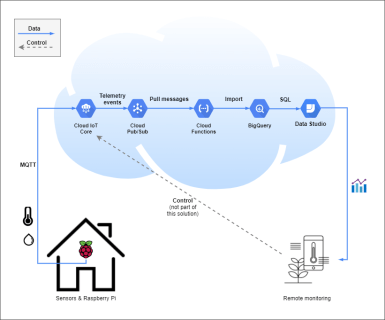 Data
Control
Telemetry
events
Pull messages
Import
SQL
Cloud IoT
Core
Cloud
Pub/Sub
Cloud
Functions
BigQuery
Data Studio
MQTT
Control
(not part of
this solution)
Sensors & Raspberry Pi
Remote monitoring